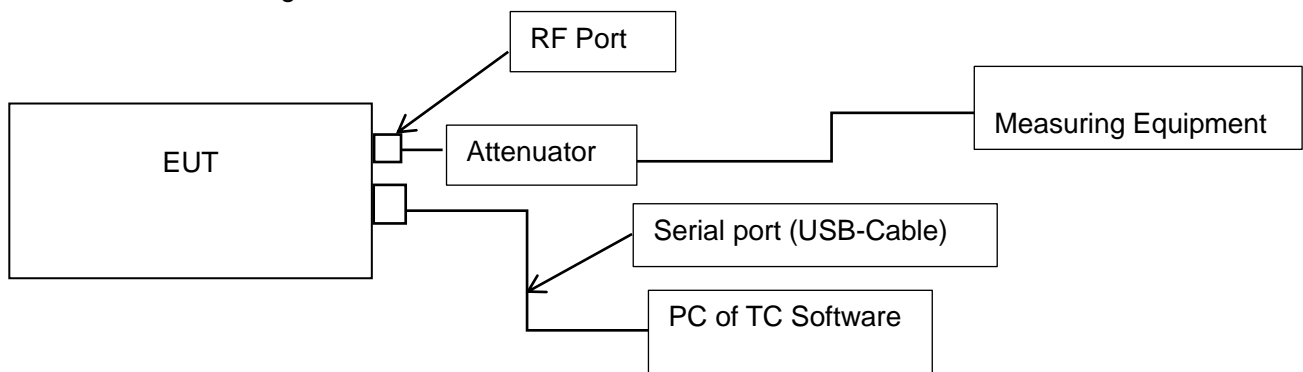 RF Port
Measuring Equipment
EUT
Attenuator
Serial port (USB-Cable)
PC of TC Software